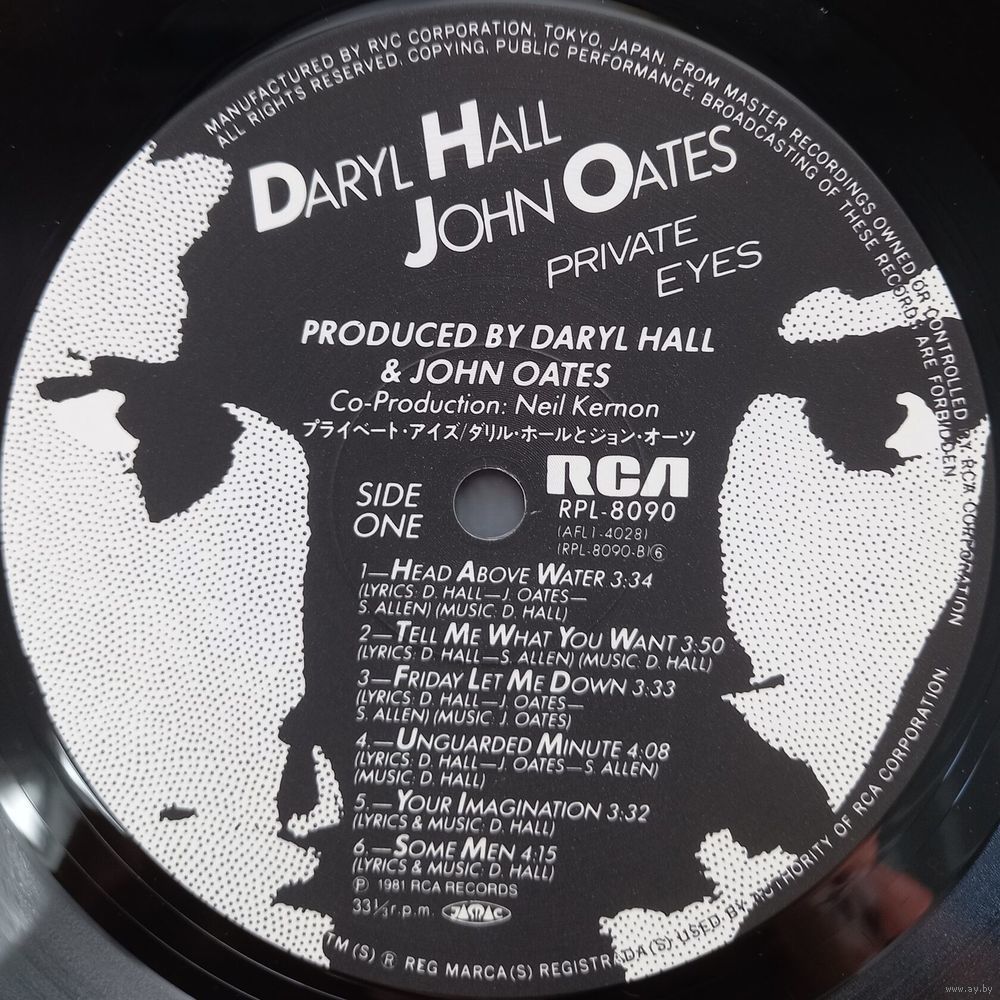 MANUFACTURED BY RVC CORPORATION, TOKYO, JAPAN. FROM MASTER RECORDINGS OWNED OR CONTROLLED BY RCA CORPORATION
ALL RIGHTS RESERVED. COPYING, PUBLIC PERFORMANCE, BROADCASTING OF THESE RECORDS ARE FORBIDDEN
DARYL HALL
JOHN OATES
PRIVATE
EYES
PRODUCED BY DARYL HALL
& JOHN OATES
Co-Production: Neil Kernon
プライベート・アイズ/ダリル・ホールとジョン・オーツ
SIDE
ONE
RCA
RPL-8090
(AFL1-4028)
(RPL-8090-B)⑥
1—HEAD ABOVE WATER 3:34
(LYRICS: D. HALL—J. OATES—
S. ALLEN) (MUSIC: D. HALL)
2—TELL ME WHAT YOU WANT 3:50
(LYRICS: D. HALL—S. ALLEN) (MUSIC: D. HALL)
3—FRIDAY LET ME DOWN 3:33
(LYRICS: D. HALL—J. OATES—
S. ALLEN) (MUSIC: J. OATES)
4.—UNGUARDED MINUTE 4:08
(LYRICS: D. HALL—J. OATES—S. ALLEN)
(MUSIC: D. HALL)
5.—YOUR IMAGINATION 3:32
(LYRICS & MUSIC: D. HALL)
6.—SOME MEN 4:15
(LYRICS & MUSIC: D. HALL)
Ⓟ 1981 RCA RECORDS
33⅓r.p.m. JASRAC
TM(S) ® REG MARCA(S) REGISTRADA(S) USED BY AUTHORITY OF RCA CORPORATION.
www.ay.by